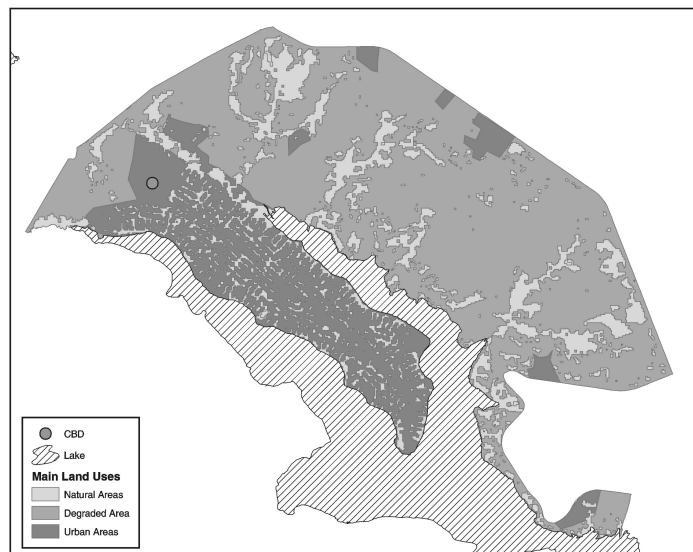 CBD
Lake
Main Land Uses
Natural Areas
Degraded Area
Urban Areas